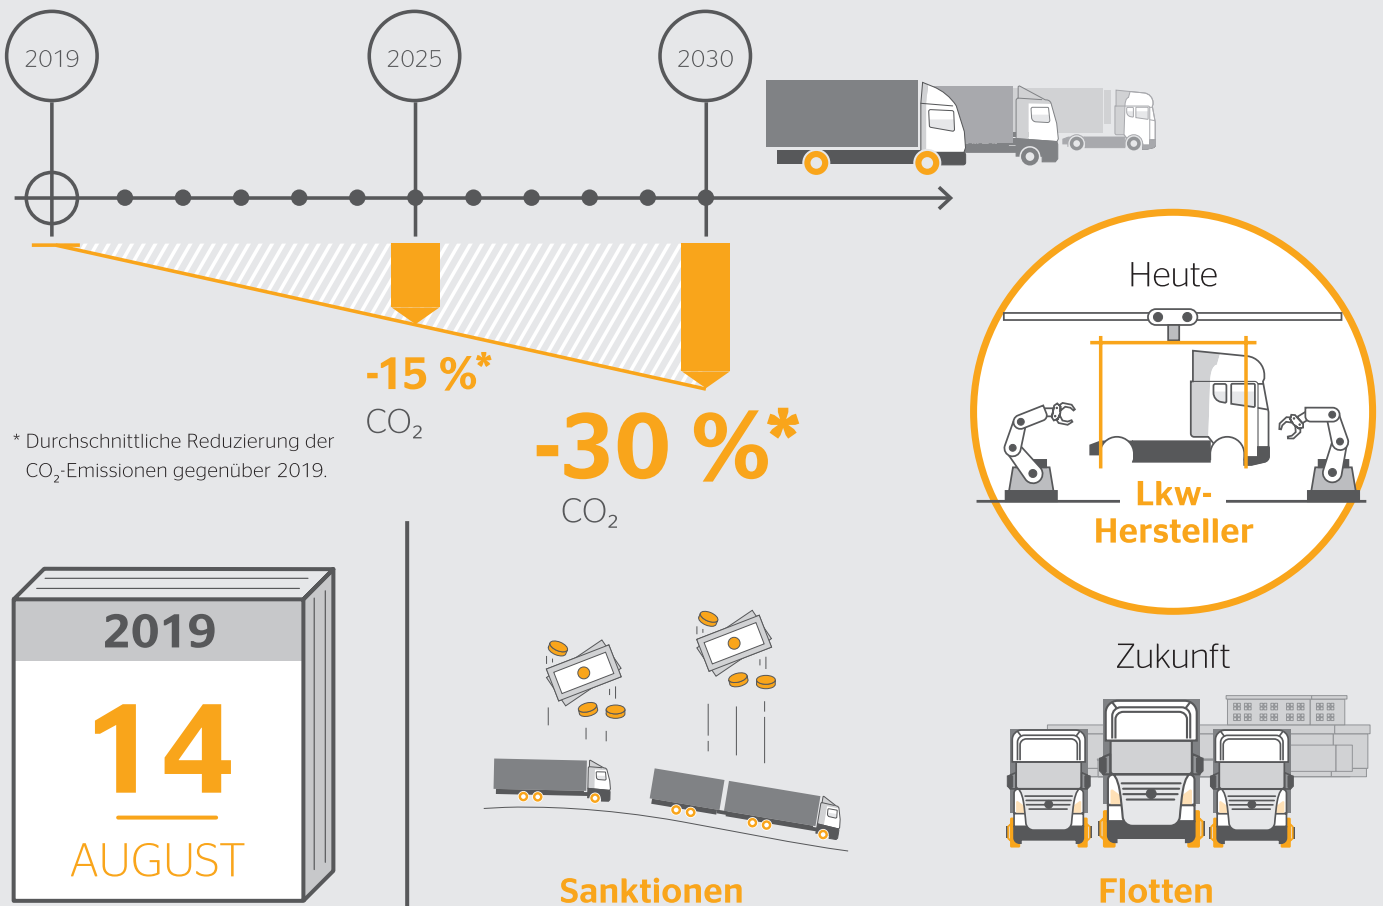 2019
2025
2030
-15 %*
CO₂
-30 %*
CO₂
* Durchschnittliche Reduzierung der
CO₂-Emissionen gegenüber 2019.
Heute
Lkw-
Hersteller
2019
14
AUGUST
Sanktionen
Zukunft
Flotten